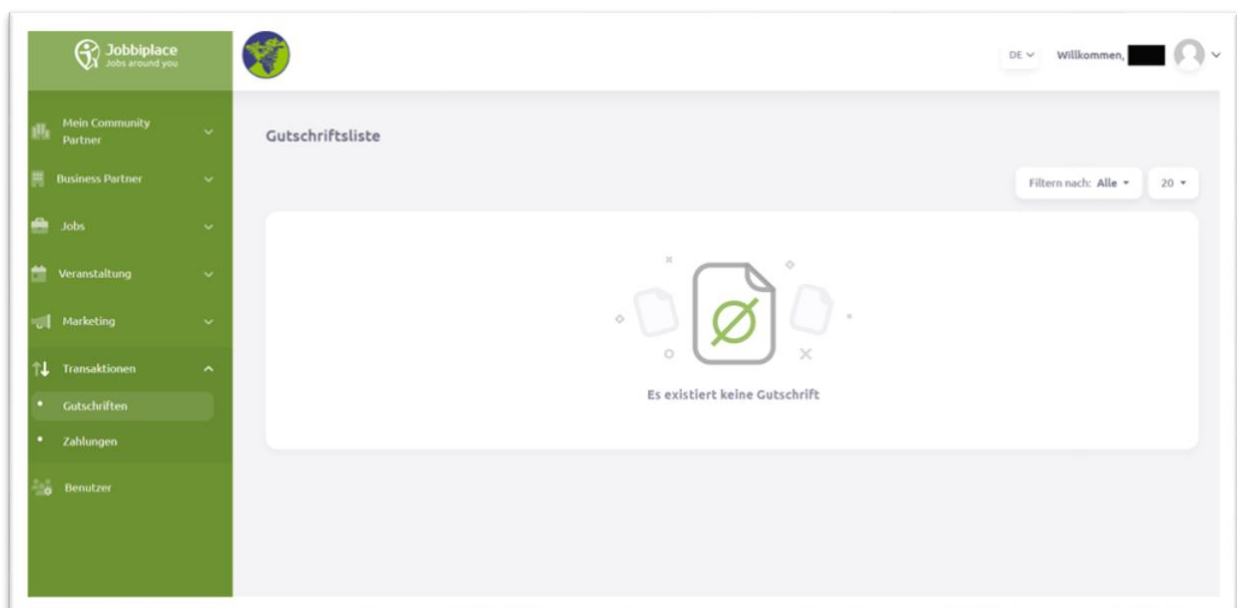 Jobbiplace
Jobs around you
DE
Willkommen,
Mein Community
Partner
Business Partner
Jobs
Veranstaltung
Marketing
Transaktionen
Gutschriften
Zahlungen
Benutzer
Gutschriftsliste
Filtern nach: Alle
20
Es existiert keine Gutschrift